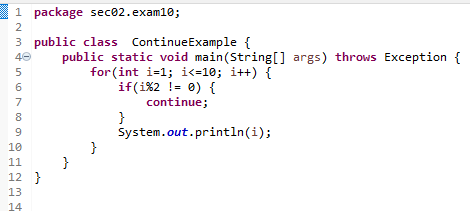 1 package sec02.exam10;
2
3 public class  ContinueExample {
4     public static void main(String[] args) throws Exception {
5         for(int i=1; i<=10; i++) {
6             if(i%2 != 0) {
7                 continue;
8             }
9             System.out.println(i);
10         }
11     }
12 }
13
14